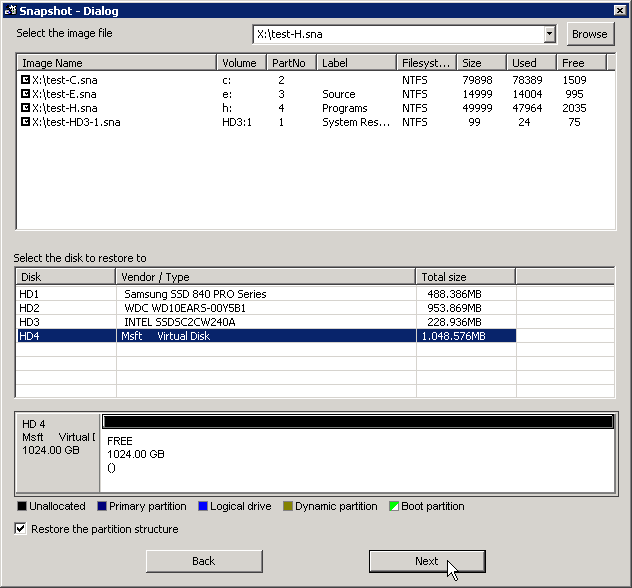 Snapshot - Dialog
Select the image file X:\test-H.sna Browse
Image Name Volume PartNo Label Filesyst... Size Used Free
X:\test-C.sna c: 2 NTFS 79898 78389 1509
X:\test-E.sna e: 3 Source NTFS 14999 14004 995
X:\test-H.sna h: 4 Programs NTFS 49999 47964 2035
X:\test-HD3-1.sna HD3:1 1 System Res... NTFS 99 24 75
Select the disk to restore to
Disk Vendor / Type Total size
HD1 Samsung SSD 840 PRO Series 488.386MB
HD2 WDC WD10EARS-00Y5B1 953.869MB
HD3 INTEL SSDSC2CW240A 228.936MB
HD4 Msft Virtual Disk 1.048.576MB
HD 4
Msft Virtual D
1024.00 GB
FREE
1024.00 GB
()
Unallocated Primary partition Logical drive Dynamic partition Boot partition
Restore the partition structure
Back Next